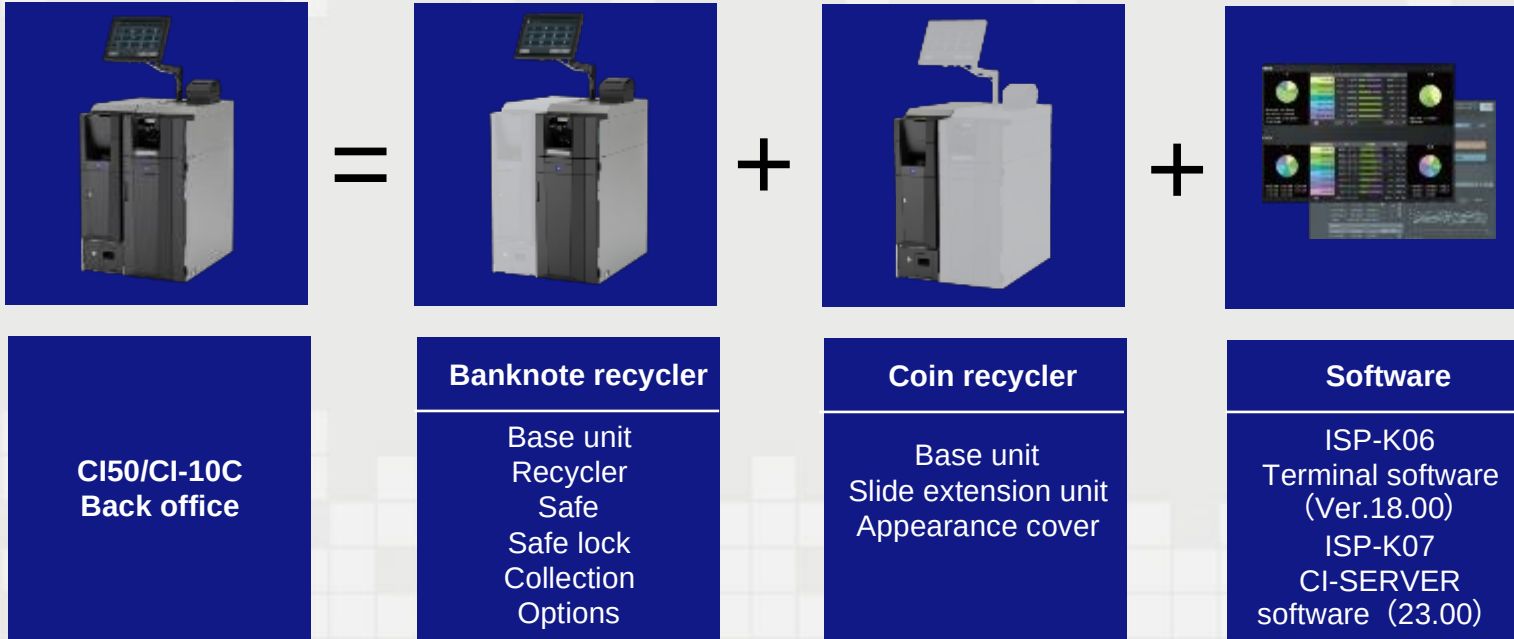 =
+
+
CI50/CI-10C
Back office
Banknote recycler
Base unit
Recycler
Safe
Safe lock
Collection
Options
Coin recycler
Base unit
Slide extension unit
Appearance cover
Software
ISP-K06
Terminal software
（Ver.18.00）
ISP-K07
CI-SERVER
software（23.00）